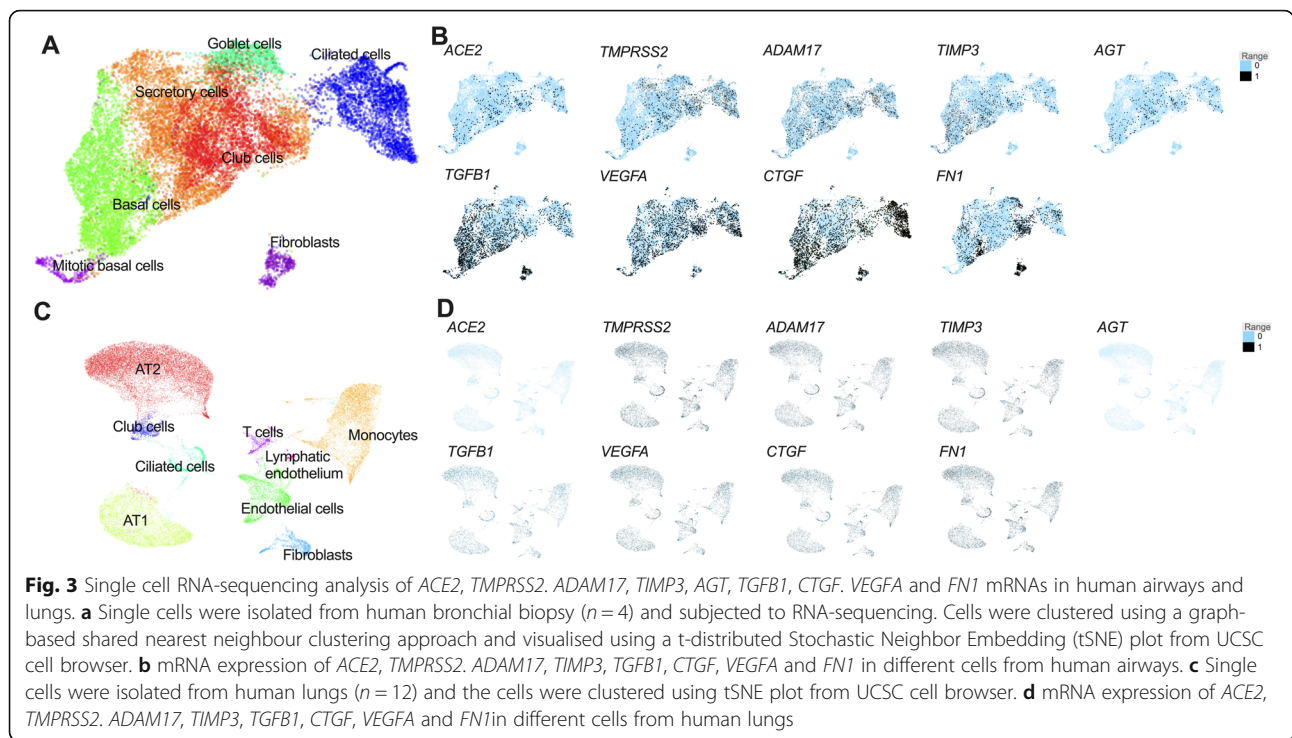 A
Goblet cells
Ciliated cells
Secretory cells
Club cells
Basal cells
Fibroblasts
Mitotic basal cells
B
ACE2
TMPRSS2
ADAM17
TIMP3
AGT
Range
0
1
TGFB1
VEGFA
CTGF
FN1
C
AT2
Club cells
T cells
Monocytes
Lymphatic
endothelium
Ciliated cells
Endothelial cells
AT1
Fibroblasts
D
ACE2
TMPRSS2
ADAM17
TIMP3
AGT
Range
0
1
TGFB1
VEGFA
CTGF
FN1
Fig. 3 Single cell RNA-sequencing analysis of ACE2, TMPRSS2. ADAM17, TIMP3, AGT, TGFB1, CTGF. VEGFA and FN1 mRNAs in human airways and
lungs. a Single cells were isolated from human bronchial biopsy (n = 4) and subjected to RNA-sequencing. Cells were clustered using a graph-
based shared nearest neighbour clustering approach and visualised using a t-distributed Stochastic Neighbor Embedding (tSNE) plot from UCSC
cell browser. b mRNA expression of ACE2, TMPRSS2. ADAM17, TIMP3, TGFB1, CTGF, VEGFA and FN1 in different cells from human airways. c Single
cells were isolated from human lungs (n = 12) and the cells were clustered using tSNE plot from UCSC cell browser. d mRNA expression of ACE2,
TMPRSS2. ADAM17, TIMP3, TGFB1, CTGF, VEGFA and FN1in different cells from human lungs